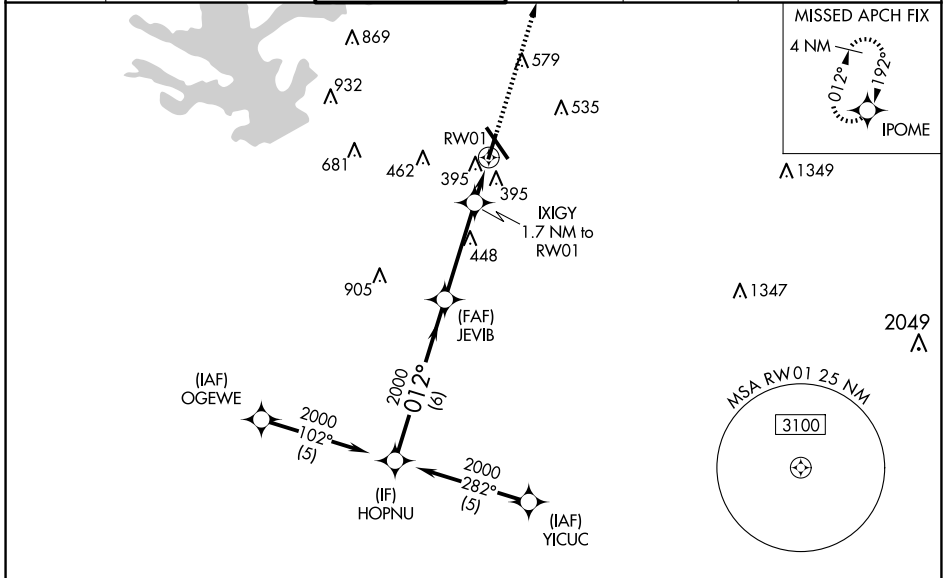 MISSED APCH FIX
4 NM
012°
192°
IPOME
869
579
932
535
RW01
681
462
395
395
1349
IXIGY
1.7 NM to
RW01
448
905
1347
(FAF)
JEVIB
2049
2000
012°
(6)
MSA RW01 25 NM
3100
(IAF)
OGEWE
2000
102°
(5)
(IF)
HOPNU
2000
282°
(5)
(IAF)
YICUC